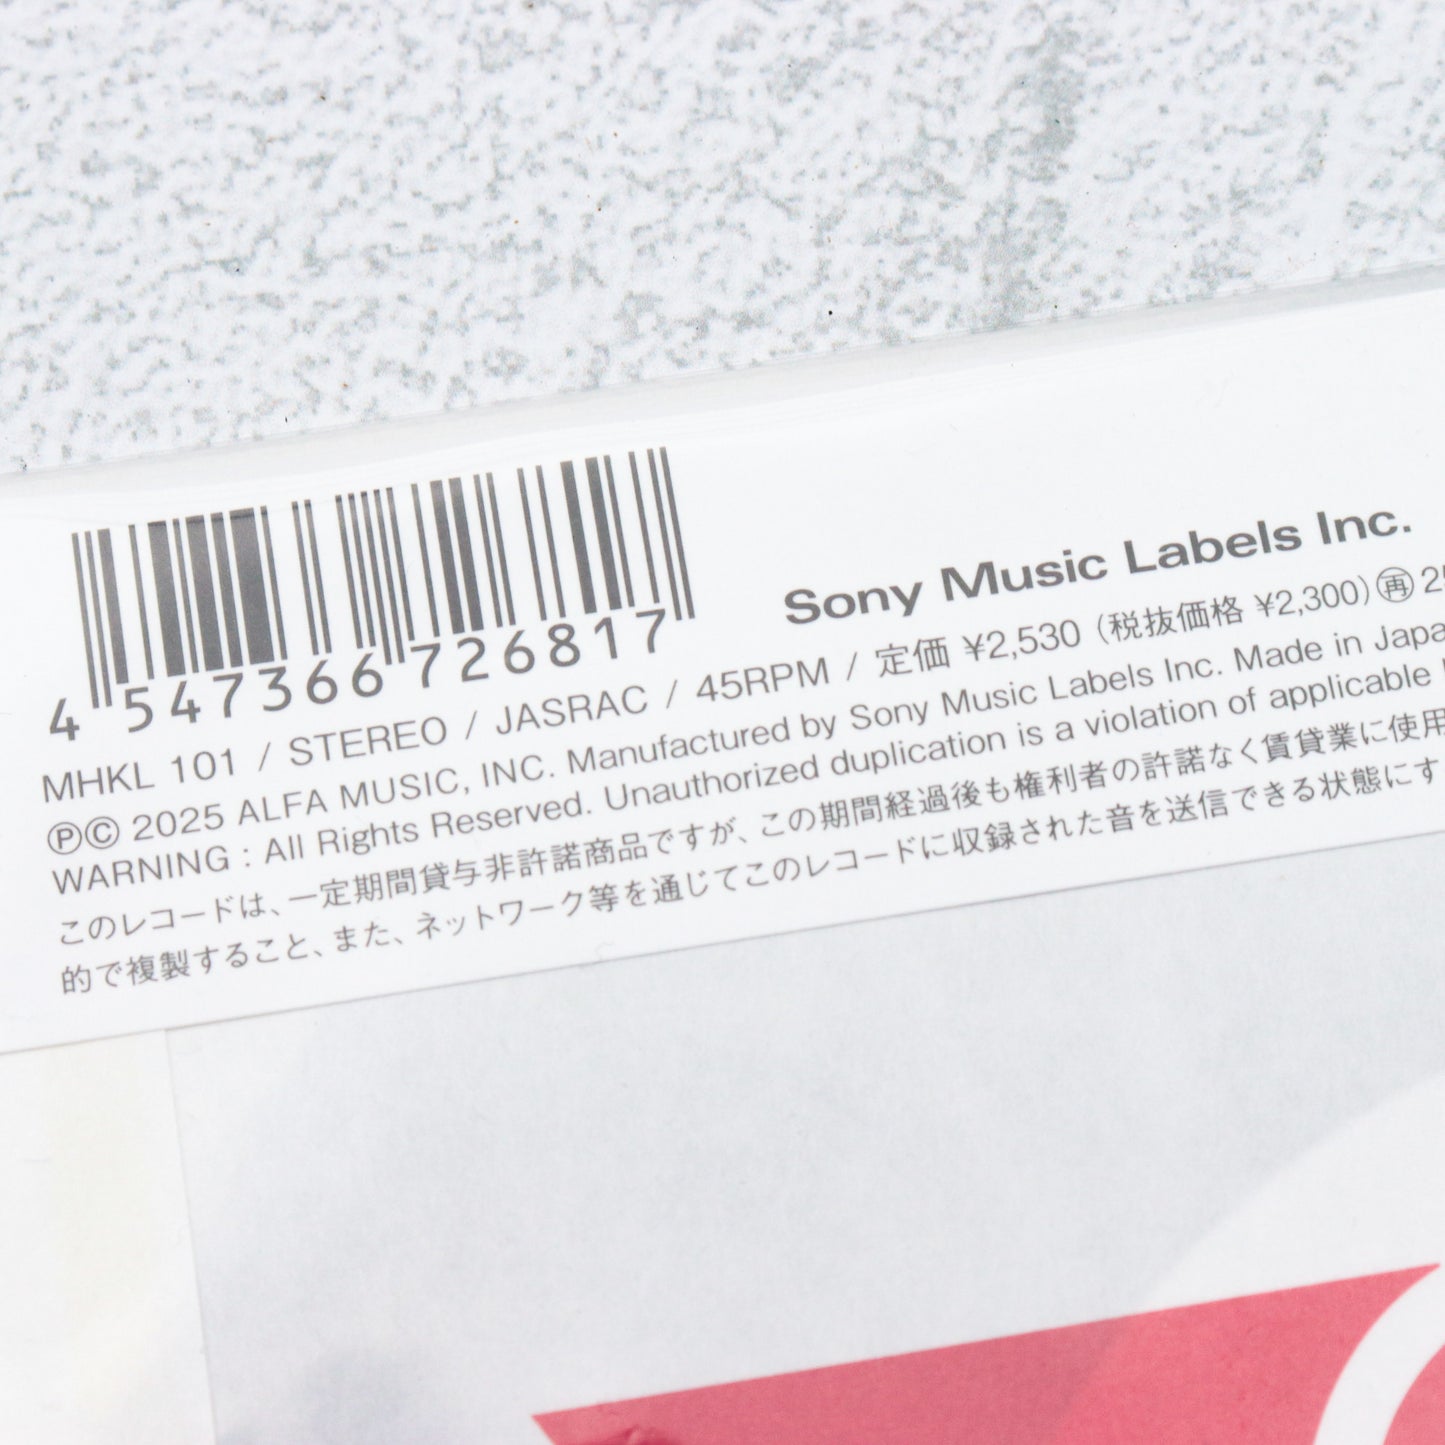 4 547366 726817
Sony Music Labels Inc.
MHKL 101 / STEREO / JASRAC / 45RPM / 定価 ¥2,530 (税抜価格 ¥2,300) ㊢ 25
ⓅⒸ 2025 ALFA MUSIC, INC. Manufactured by Sony Music Labels Inc. Made in Japa
WARNING : All Rights Reserved. Unauthorized duplication is a violation of applicable
このレコードは、一定期間貸与非許諾商品ですが、この期間経過後も権利者の許諾なく賃貸業に使用
的で複製すること、また、ネットワーク等を通じてこのレコードに収録された音を送信できる状態にす